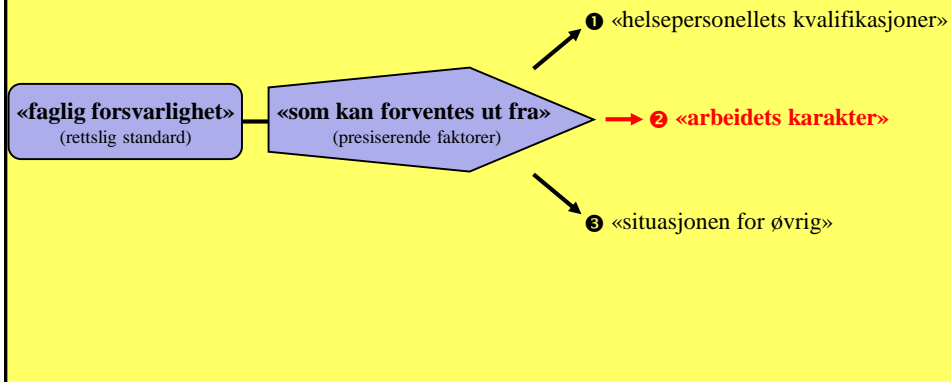 ❶ «helsepersonellets kvalifikasjoner»
«faglig forsvarlighet»
(rettslig standard)
«som kan forventes ut fra»
(presiserende faktorer)
❷ «arbeidets karakter»
❸ «situasjonen for øvrig»